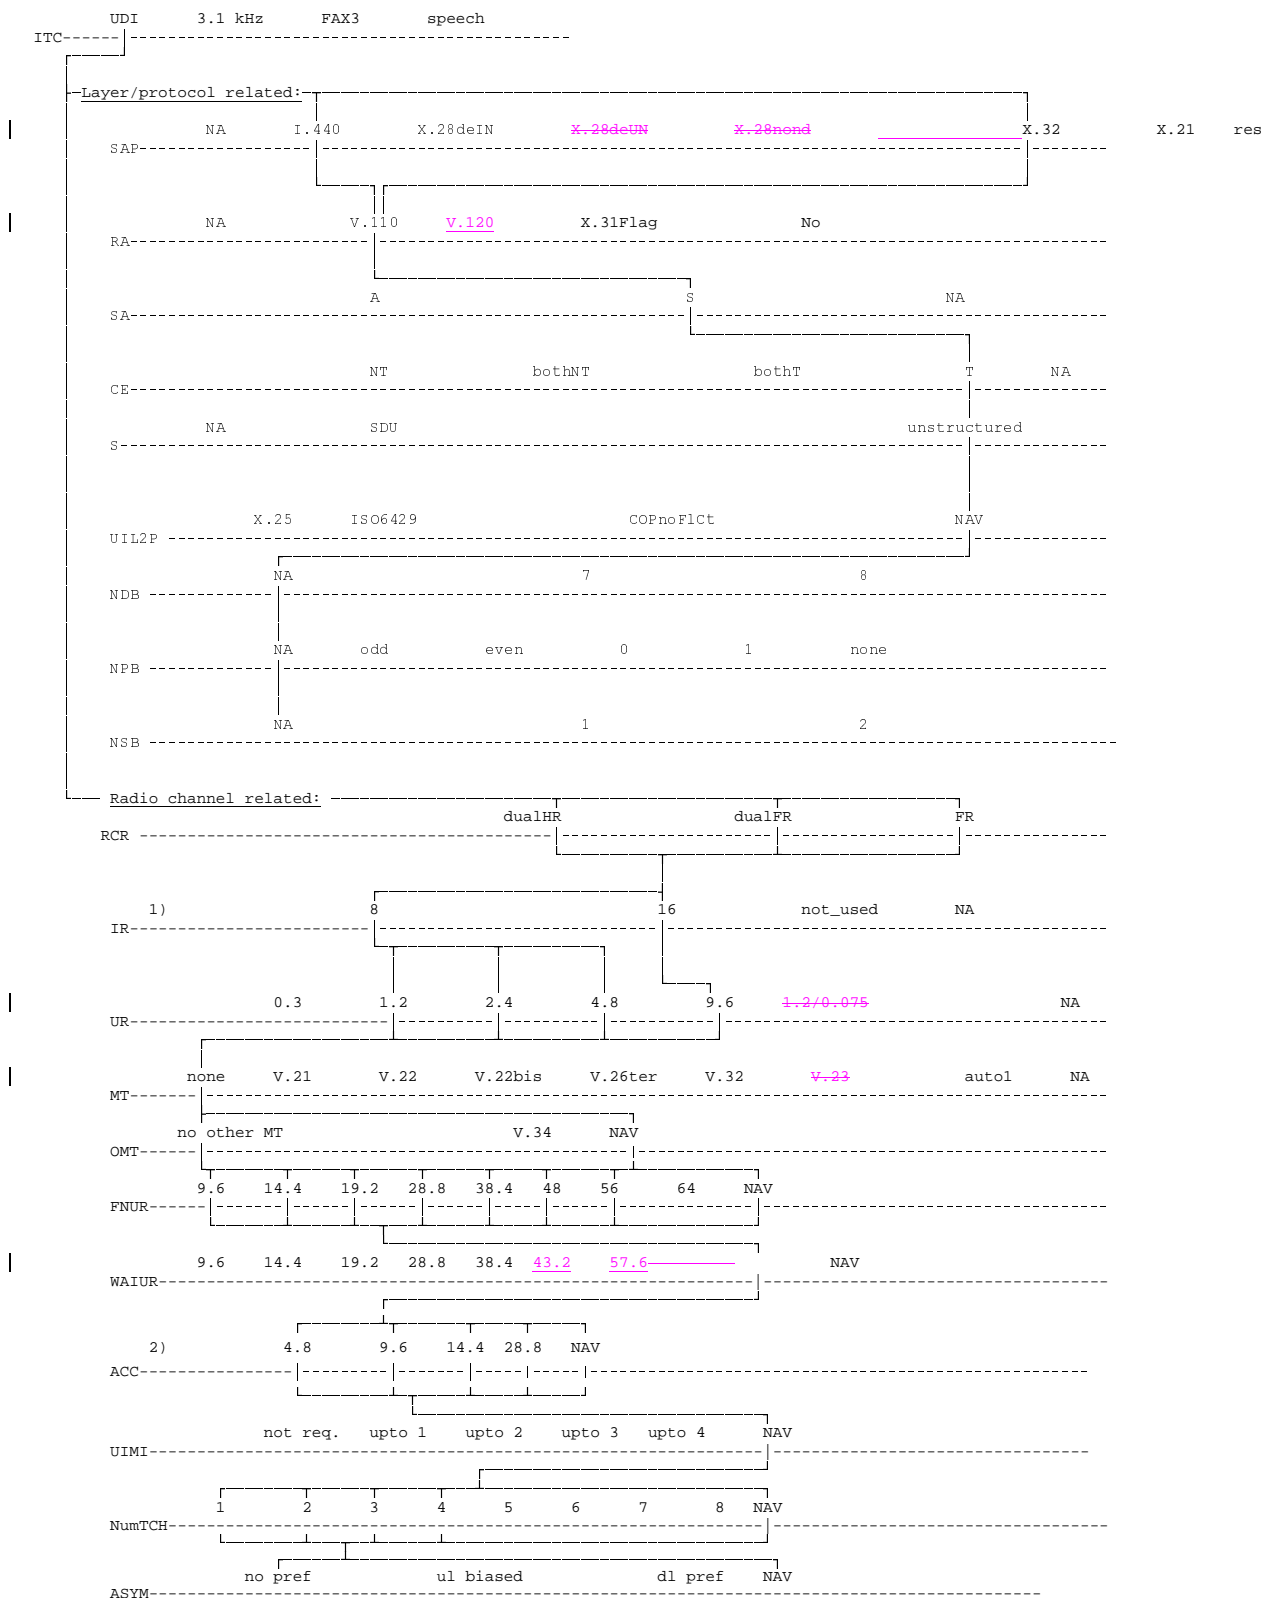 UDI 3.1 kHz FAX3 speech
ITC
Layer/protocol related:
NA I.440 X.28deIN X.28deUN X.28nond X.32 X.21 res
SAP
NA V.110 V.120 X.31Flag No
RA
A S NA
SA
NT bothNT bothT T NA
CE
NA SDU unstructured
S
X.25 ISO6429 COPnoFlCt NAV
UIL2P
NA 7 8
NDB
NA odd even 0 1 none
NPB
NA 1 2
NSB
Radio channel related:
dualHR dualFR FR
RCR
1) 8 16 not_used NA
IR
0.3 1.2 2.4 4.8 9.6 1.2/0.075 NA
UR
none V.21 V.22 V.22bis V.26ter V.32 V.23 auto1 NA
MT
no other MT V.34 NAV
OMT
9.6 14.4 19.2 28.8 38.4 48 56 64 NAV
FNUR
9.6 14.4 19.2 28.8 38.4 43.2 57.6 NAV
WAIUR
2) 4.8 9.6 14.4 28.8 NAV
ACC
not req. upto 1 upto 2 upto 3 upto 4 NAV
UIMI
1 2 3 4 5 6 7 8 NAV
NumTCH
no pref ul biased dl pref NAV
ASYM